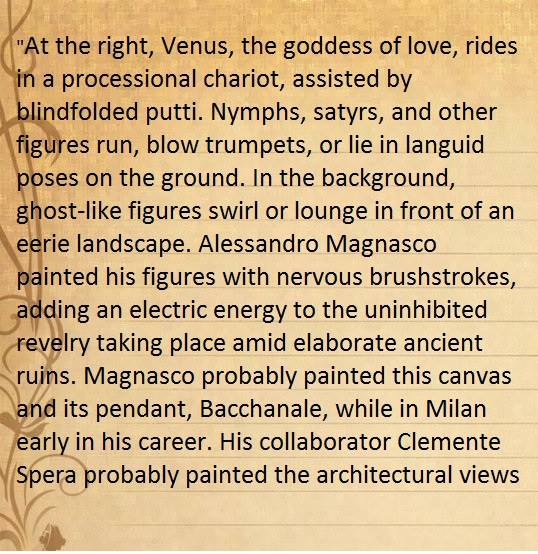 "At the right, Venus, the goddess of love, rides
in a processional chariot, assisted by
blindfolded putti. Nymphs, satyrs, and other
figures run, blow trumpets, or lie in languid
poses on the ground. In the background,
ghost-like figures swirl or lounge in front of an
eerie landscape. Alessandro Magnasco
painted his figures with nervous brushstrokes,
adding an electric energy to the uninhibited
revelry taking place amid elaborate ancient
ruins. Magnasco probably painted this canvas
and its pendant, Bacchanale, while in Milan
early in his career. His collaborator Clemente
Spera probably painted the architectural views